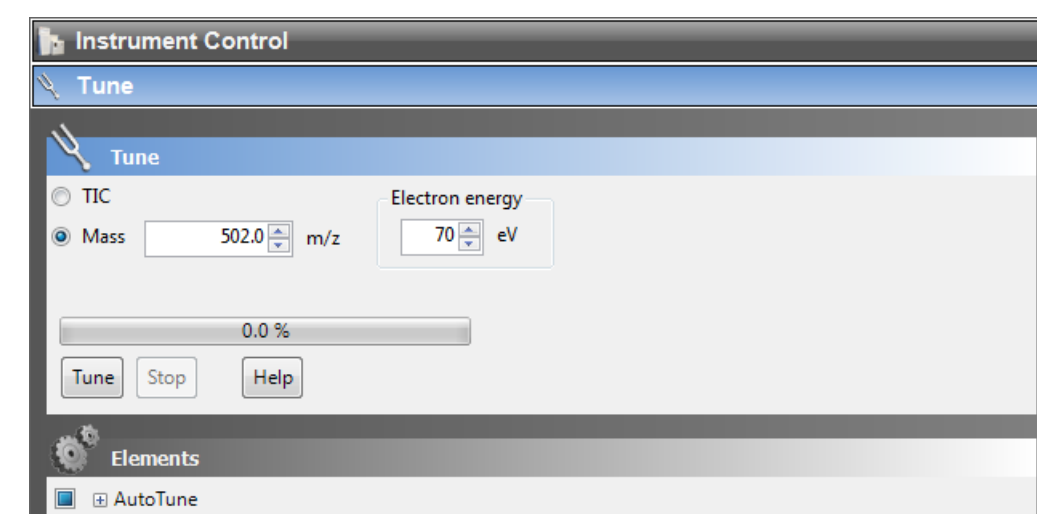 Instrument Control
Tune
Tune
TIC
Electron energy
Mass 502.0 m/z 70 eV
0.0 %
Tune Stop Help
Elements
AutoTune